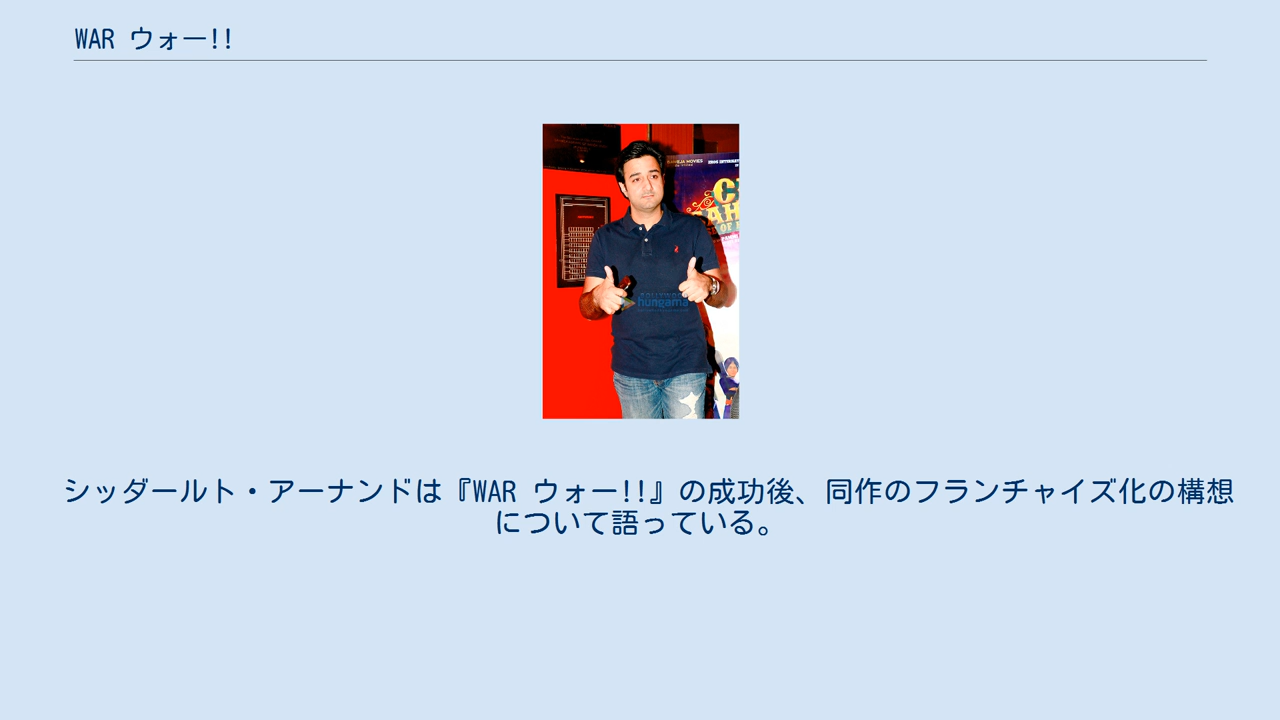 WAR ウォー!!
hungama
シッダールト・アーナンドは『WAR ウォー!!』の成功後、同作のフランチャイズ化の構想
について語っている。